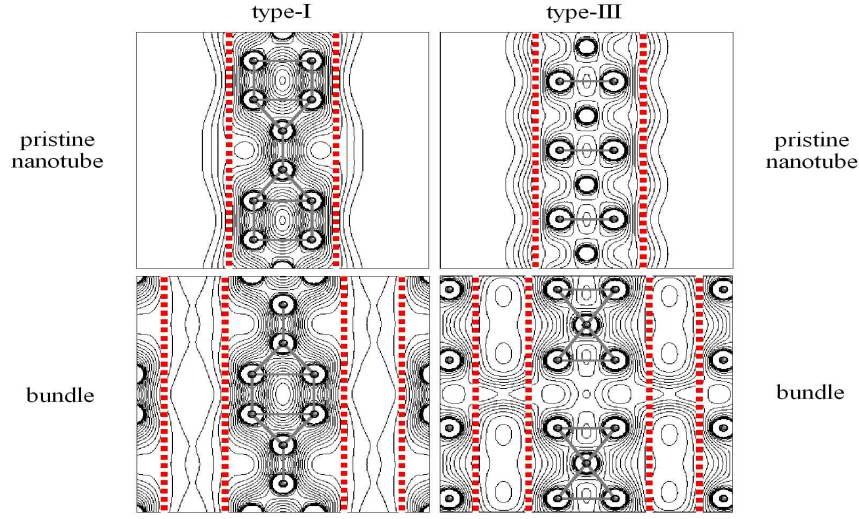 type-I
type-III
pristine
nanotube
pristine
nanotube
bundle
bundle